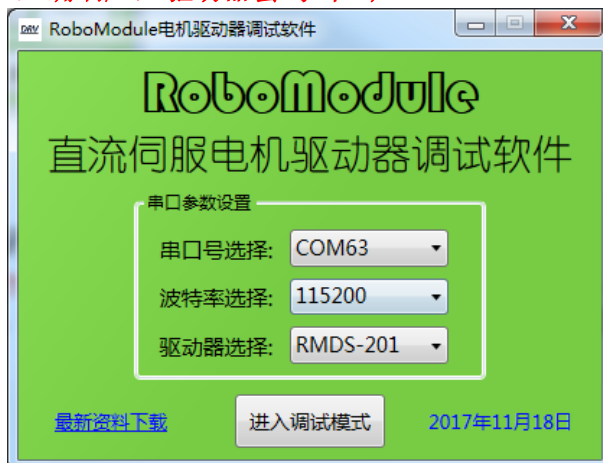 DRV RoboModule电机驱动器调试软件
RoboModule
直流伺服电机驱动器调试软件
串口参数设置
串口号选择: COM63
波特率选择: 115200
驱动器选择: RMDS-201
最新资料下载 进入调试模式 2017年11月18日